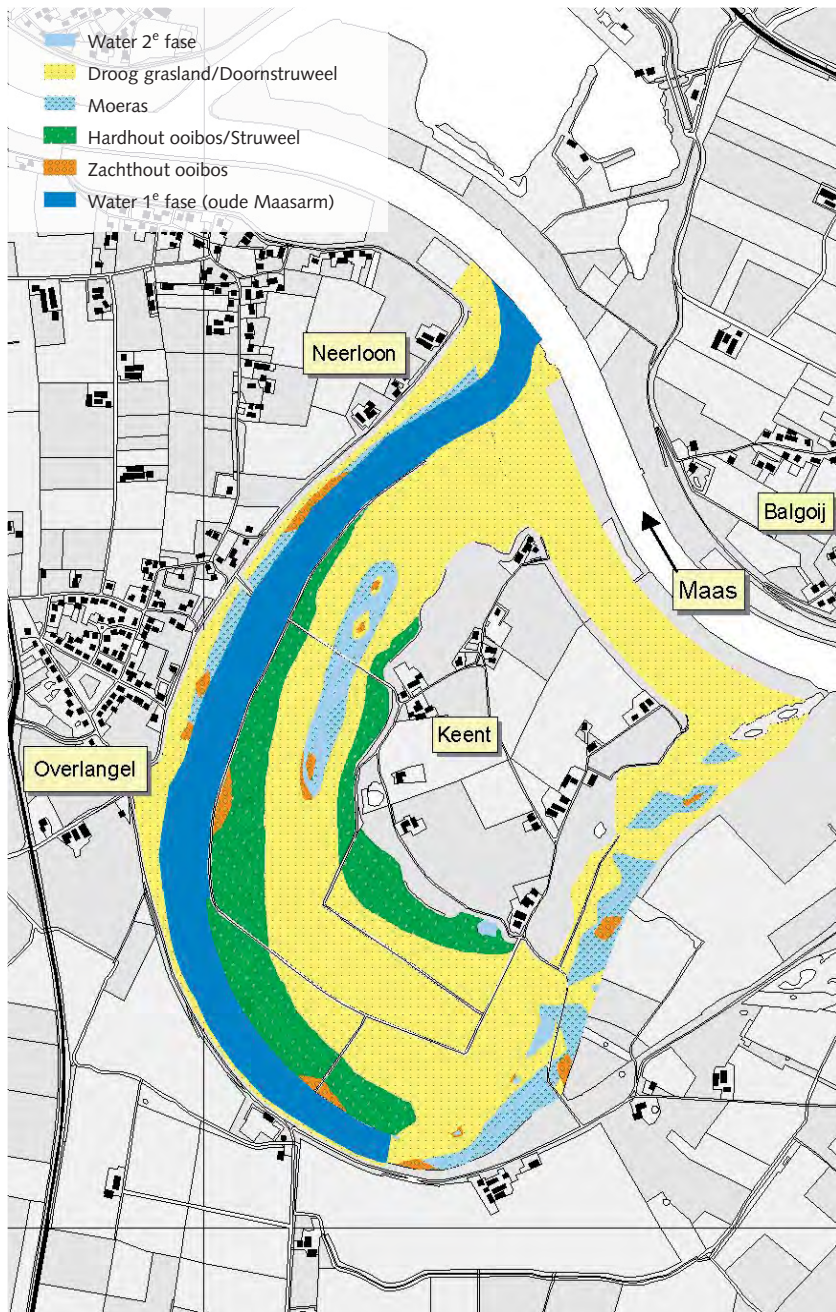 Water 2e fase
Droog grasland/Doornstruweel
Moeras
Hardhout ooibos/Struweel
Zachthout ooibos
Water 1e fase (oude Maasarm)
Neerloon
Balgoij
Maas
Keent
Overlangel